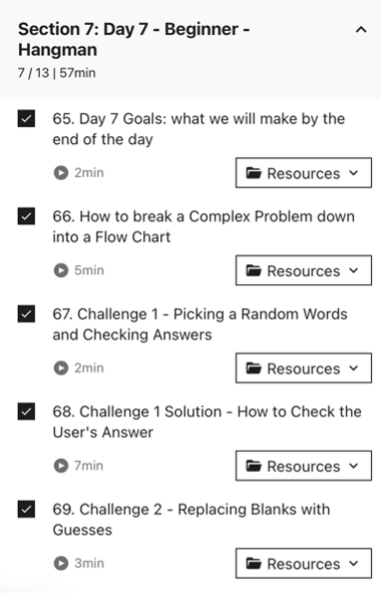 Section 7: Day 7 - Beginner -
Hangman
7 / 13 | 57min
65. Day 7 Goals: what we will make by the
end of the day
2min
Resources
66. How to break a Complex Problem down
into a Flow Chart
5min
Resources
67. Challenge 1 - Picking a Random Words
and Checking Answers
2min
Resources
68. Challenge 1 Solution - How to Check the
User's Answer
7min
Resources
69. Challenge 2 - Replacing Blanks with
Guesses
3min
Resources